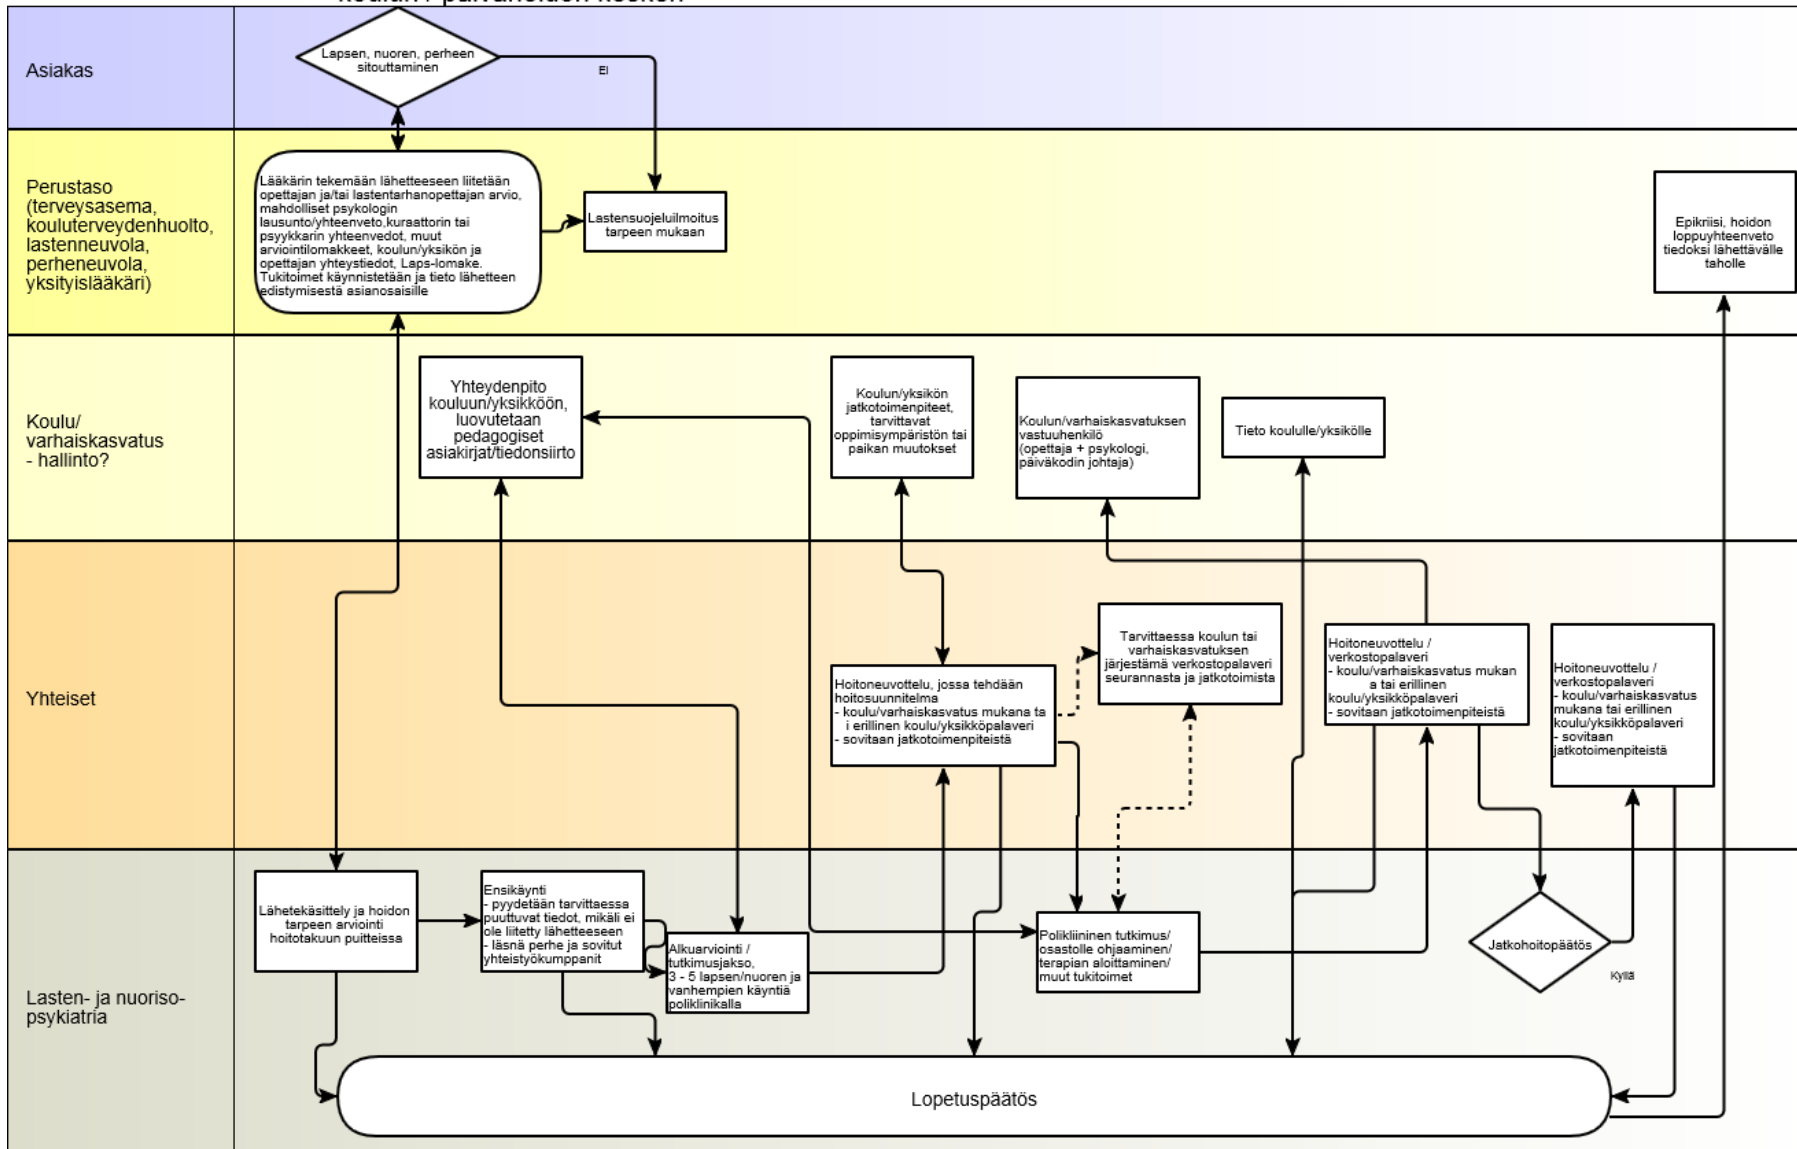 koulun / päivähoidon kesken
Asiakas
Lapsen, nuoren, perheen
sitouttaminen
EI
Perustaso
(terveysasema,
kouluterveydenhuolto,
lastenneuvola,
perheneuvola,
yksityislääkäri)
Lääkärin tekemään lähetteeseen liitetään
opettajan ja/tai lastentarhanopettajan arvio,
mahdolliset psykologin
lausunto/yhteenveto,kuraattorin tai
psyykkarin yhteenvedot, muut
arviointilomakkeet, koulun/yksikön ja
opettajan yhteystiedot, Laps-lomake.
Tukitoimet käynnistetään ja tieto lähetteen
edistymisestä asianosaisille
Lastensuojeluilmoitus
tarpeen mukaan
Epikriisi, hoidon
loppuyhteenveto
tiedoksi lähettävälle
taholle
Koulu/
varhaiskasvatus
- hallinto?
Yhteydenpito
kouluun/yksikköön,
luovutetaan
pedagogiset
asiakirjat/tiedonsiirto
Koulun/yksikön
jatkotoimenpiteet,
tarvittavat
oppimisympäristön tai
paikan muutokset
Koulun/varhaiskasvatuksen
vastuuhenkilö
(opettaja + psykologi,
päiväkodin johtaja)
Tieto koululle/yksikölle
Yhteiset
Hoitoneuvottelu, jossa tehdään
hoitosuunnitelma
- koulu/varhaiskasvatus mukana ta
i erillinen koulu/yksikköpalaveri
- sovitaan jatkotoimenpiteistä
Tarvittaessa koulun tai
varhaiskasvatuksen
järjestämä verkostopalaveri
seurannasta ja jatkotoimista
Hoitoneuvottelu /
verkostopalaveri
- koulu/varhaiskasvatus mukan
a tai erillinen
koulu/yksikköpalaveri
- sovitaan jatkotoimenpiteistä
Hoitoneuvottelu /
verkostopalaveri
- koulu/varhaiskasvatus
mukana tai erillinen
koulu/yksikköpalaveri
- sovitaan
jatkotoimenpiteistä
Lasten- ja nuoriso-
psykiatria
Lähetekäsittely ja hoidon
tarpeen arviointi
hoitotakuun puitteissa
Ensikäynti
- pyydetään tarvittaessa
puuttuvat tiedot, mikäli ei
ole liitetty lähetteeseen
- läsnä perhe ja sovitut
yhteistyökumppanit
Alkuarviointi /
tutkimusjakso,
3 - 5 lapsen/nuoren ja
vanhempien käyntiä
poliklinikalla
Polikliininen tutkimus/
osastolle ohjaaminen/
terapian aloittaminen/
muut tukitoimet
Jatkohoitopäätös
Kyllä
Lopetuspäätös